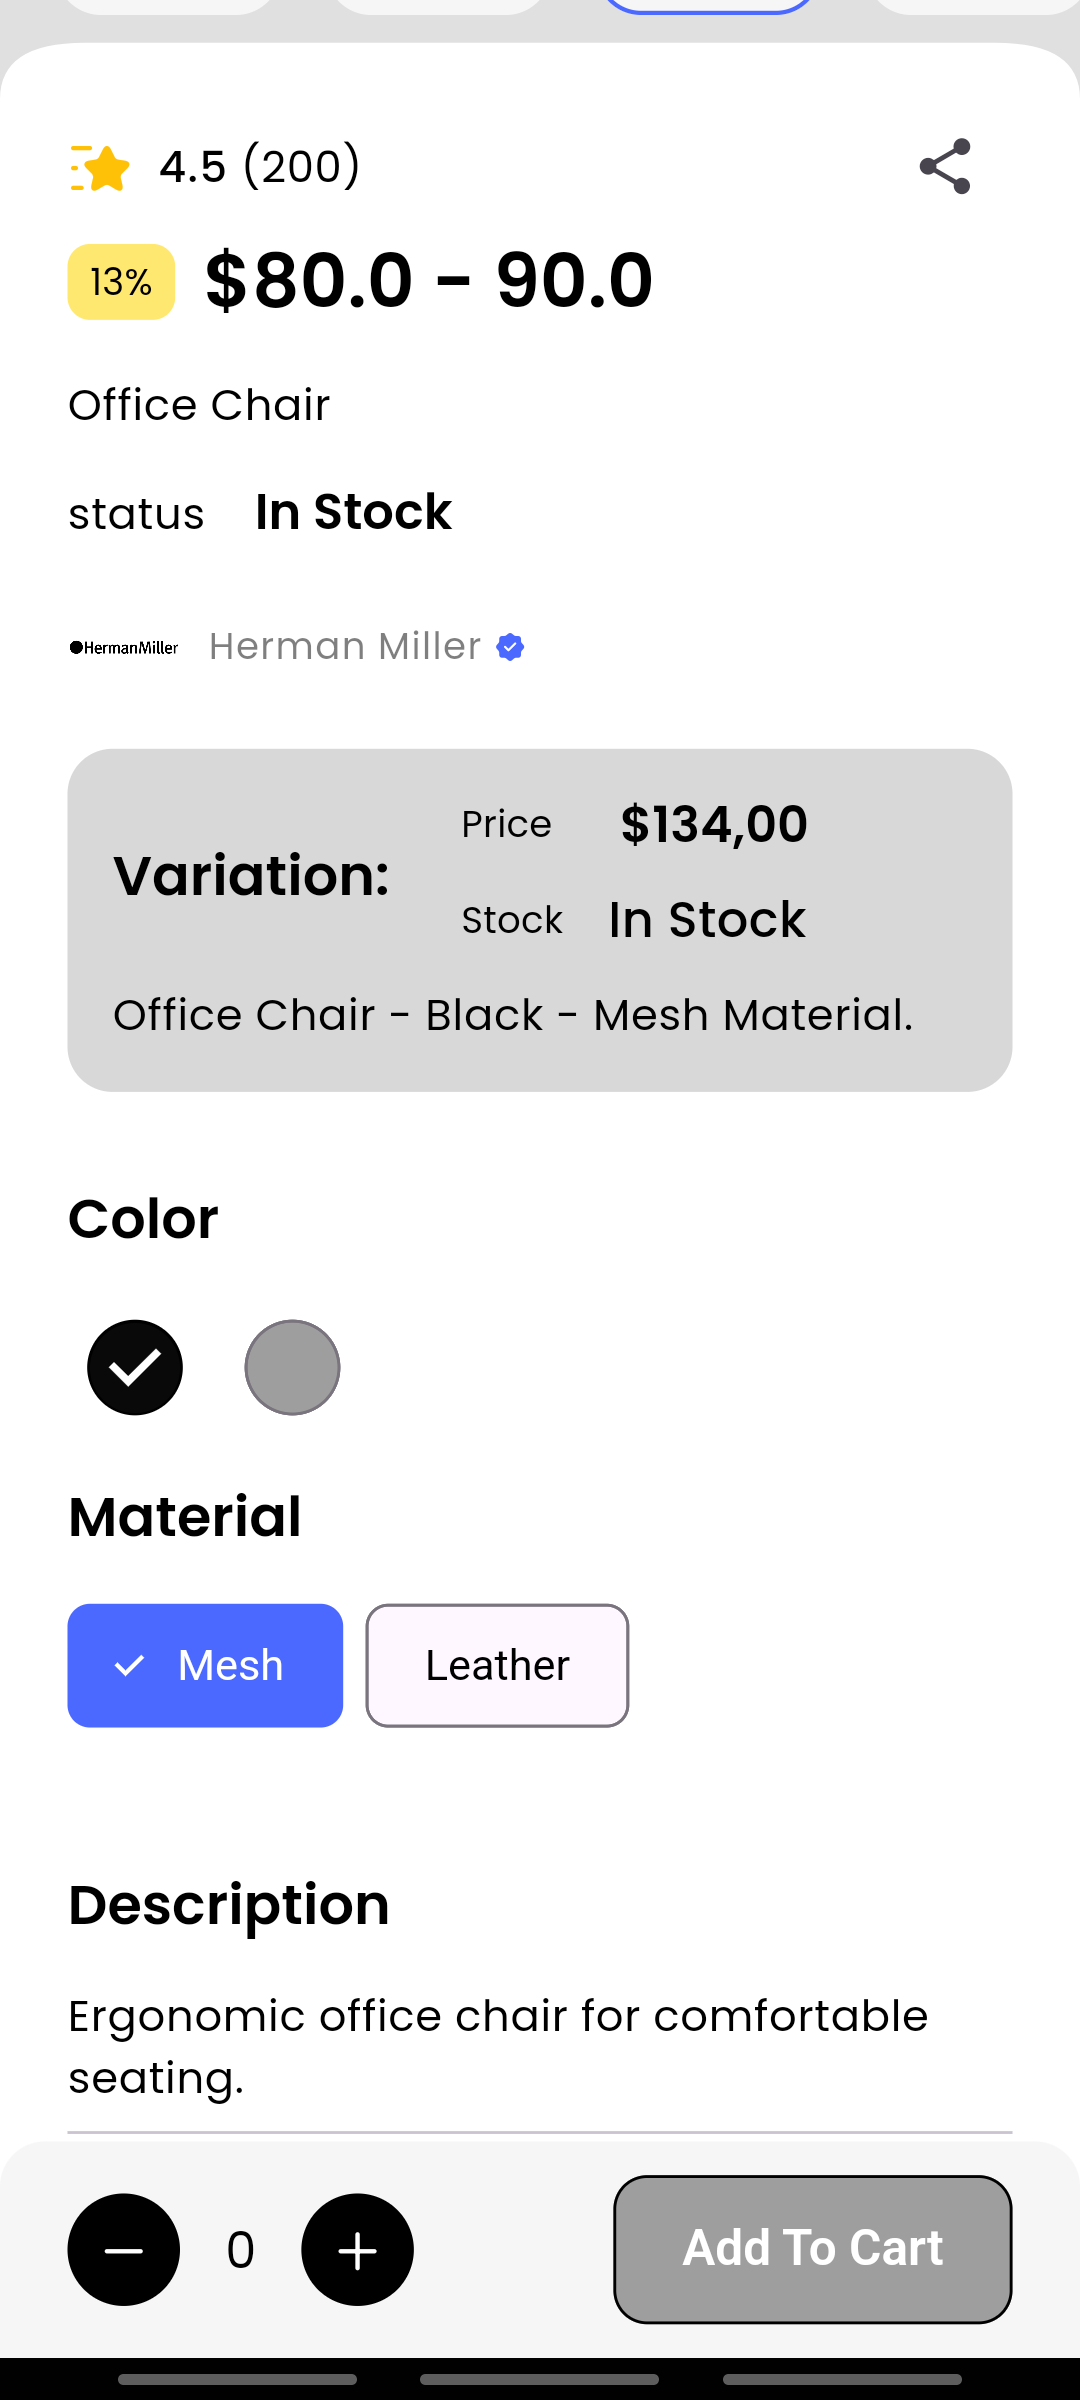 4.5 (200)
13% $80.0 - 90.0
Office Chair
status In Stock
HermanMiller Herman Miller
Price $134,00
Variation:
Stock In Stock
Office Chair - Black - Mesh Material.
Color
Material
Mesh Leather
Description
Ergonomic office chair for comfortable
seating.
0 Add To Cart